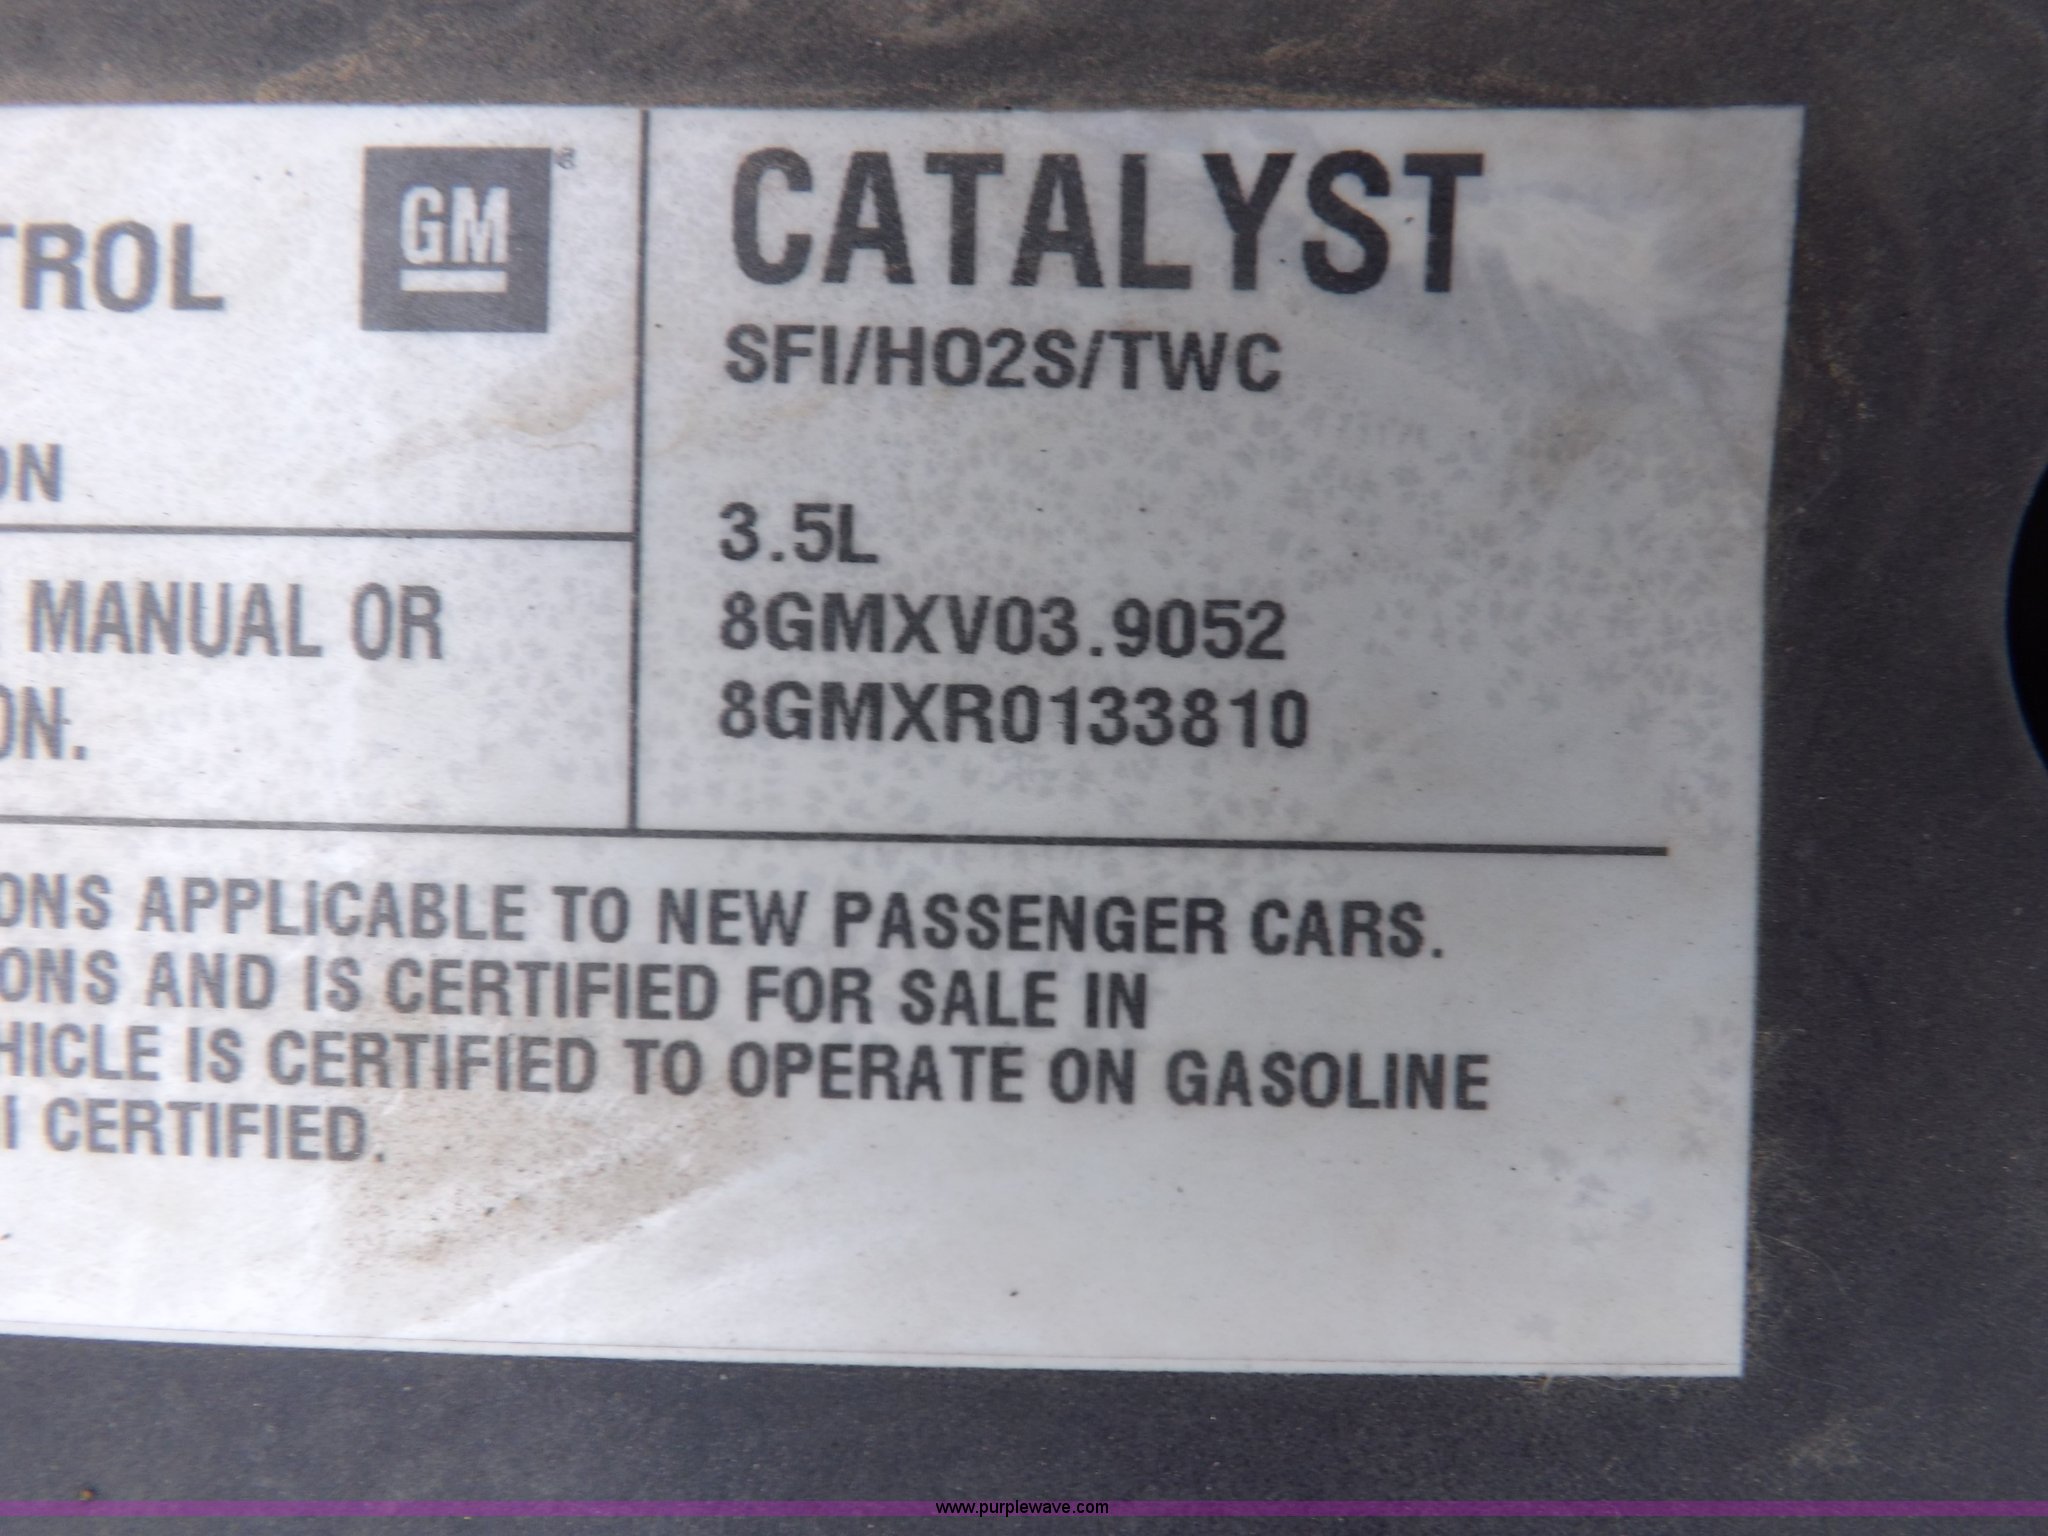 TROL
GM
ON
MANUAL OR
ON.
CATALYST
SFI/HO2S/TWC
3.5L
8GMXV03.9052
8GMXR0133810
ONS APPLICABLE TO NEW PASSENGER CARS.
ONS AND IS CERTIFIED FOR SALE IN
HICLE IS CERTIFIED TO OPERATE ON GASOLINE
I CERTIFIED.
www.purplewave.com